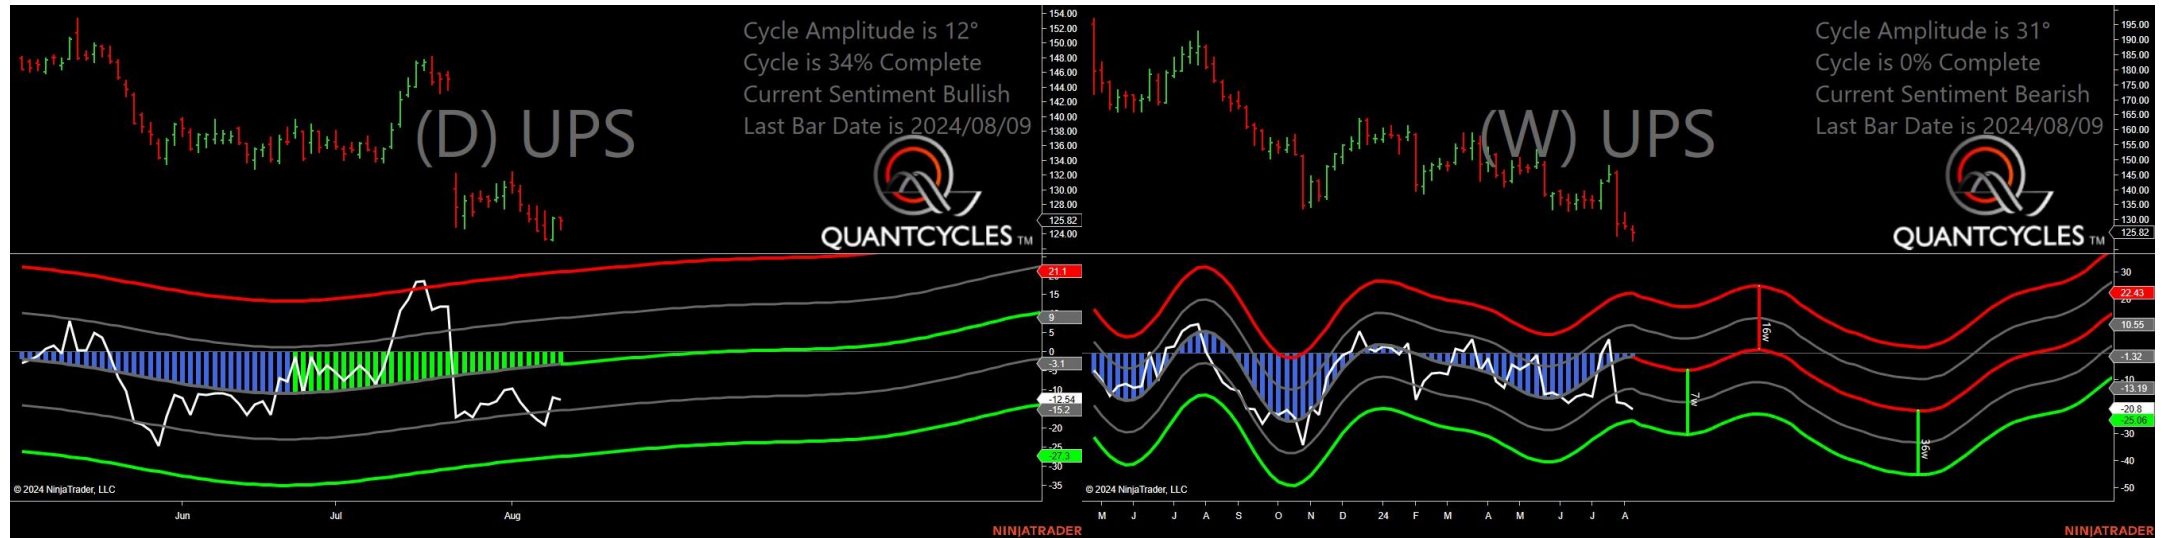 Cycle Amplitude is 12°
Cycle is 34% Complete
Current Sentiment Bullish
Last Bar Date is 2024/08/09
(D) UPS
QUANTCYCLES TM
154.00
152.00
150.00
148.00
146.00
144.00
142.00
140.00
138.00
136.00
134.00
132.00
130.00
128.00
125.82
124.00
21.1
15
9
5
0
-3.1
-5
-10
-12.54
-15.2
-20
-25
-27.3
-30
-35
© 2024 NinjaTrader, LLC
Jun Jul Aug
NINJATRADER
Cycle Amplitude is 31°
Cycle is 0% Complete
Current Sentiment Bearish
Last Bar Date is 2024/08/09
(W) UPS
QUANTCYCLES TM
195.00
190.00
185.00
180.00
175.00
170.00
165.00
160.00
155.00
150.00
145.00
140.00
135.00
130.00
125.82
30
22.43
20
10.55
-1.32
-10
-13.19
-20.8
-25.06
-30
-40
-50
16w
7w
36w
© 2024 NinjaTrader, LLC
M J J A S O N D 24 F M A M J J A
NINJATRADER